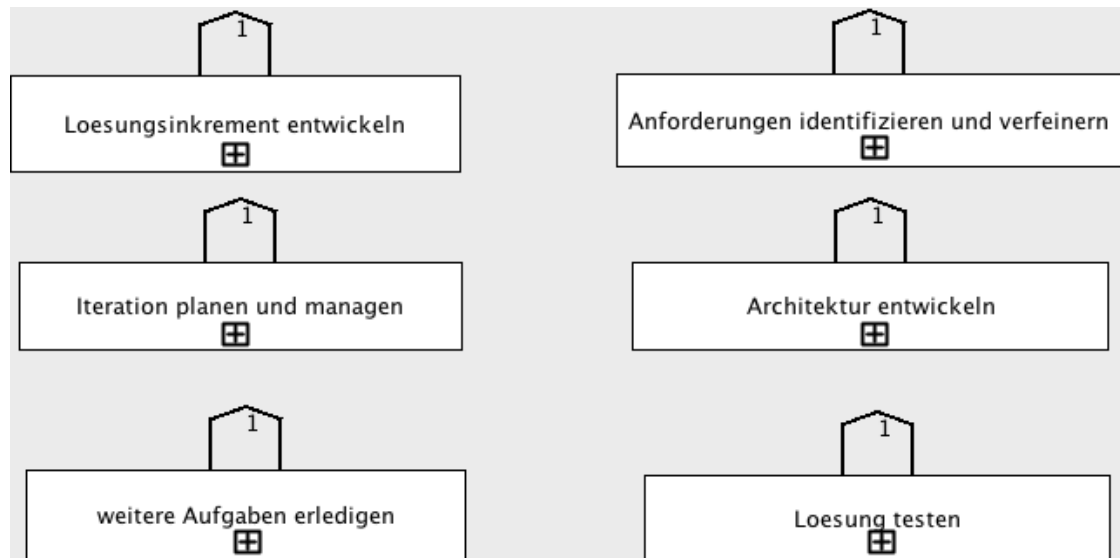 1
Loesungsinkrement entwickeln
1
Anforderungen identifizieren und verfeinern
1
Iteration planen und managen
1
Architektur entwickeln
1
weitere Aufgaben erledigen
1
Loesung testen